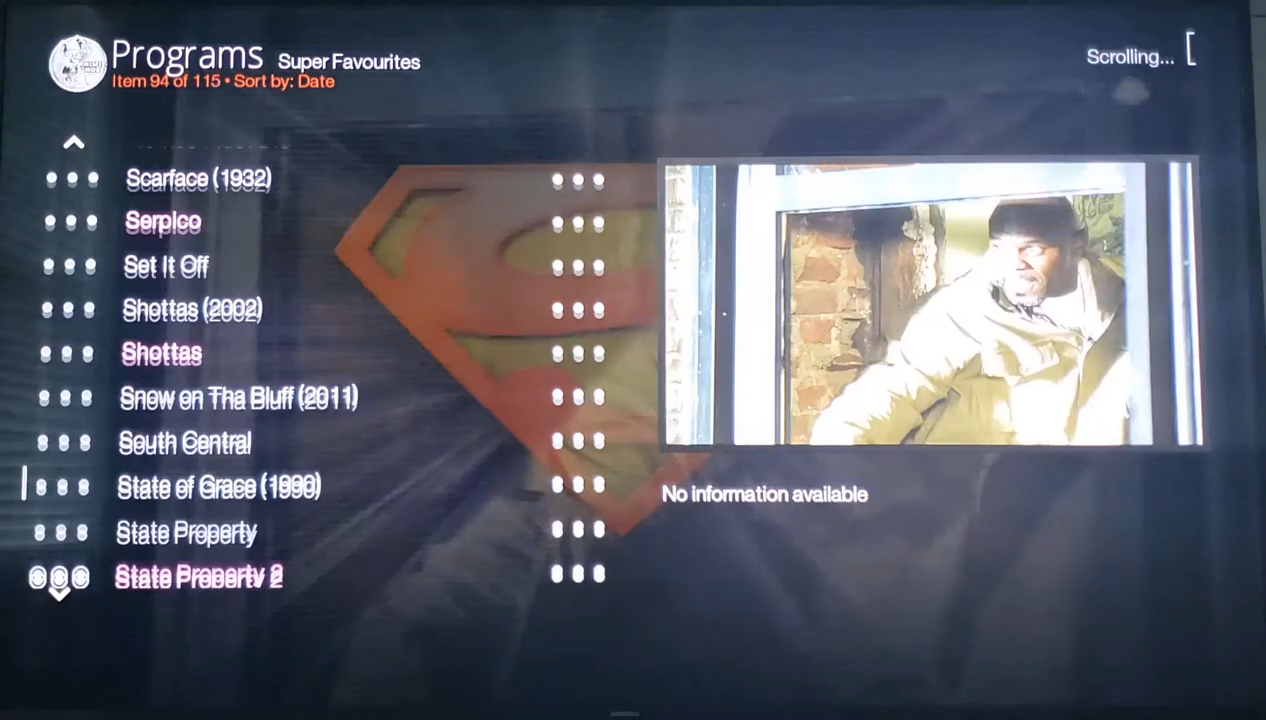 Programs Super Favourites
Item 94 of 115 • Sort by: Date
Scrolling...
Scarface (1932)
Serpico
Set It Off
Shottas (2002)
Shottas
Snow on Tha Bluff (2011)
South Central
State of Grace (1990)
State Property
State Property 2
No information available